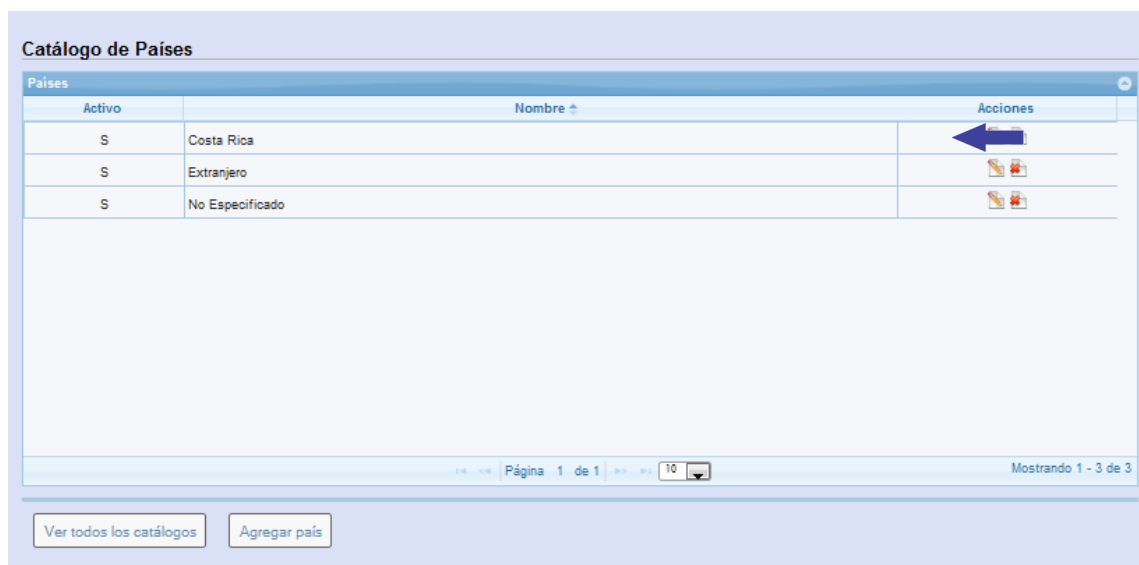 Catálogo de Países
Países
Activo Nombre Acciones
S Costa Rica
S Extranjero
S No Especificado
Página 1 de 1 10 Mostrando 1 - 3 de 3
Ver todos los catálogos Agregar país